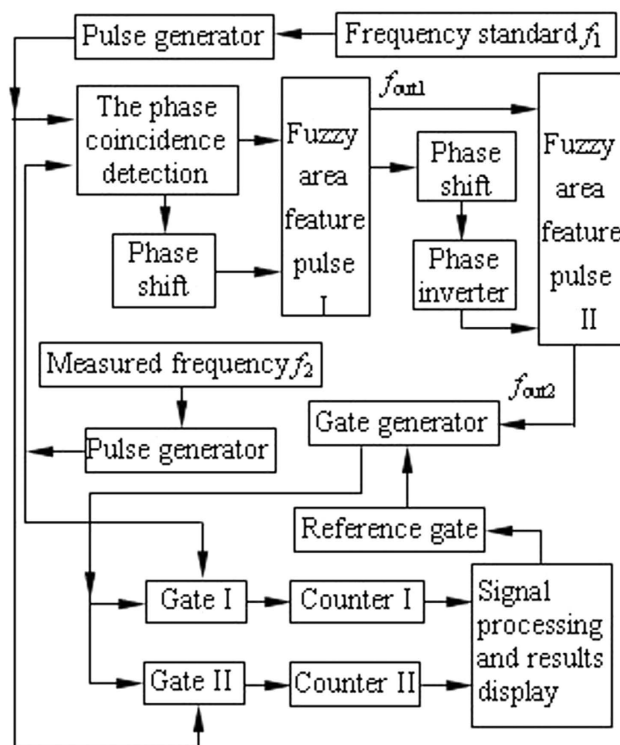 Pulse generator
Frequency standard f1
The phase
coincidence
detection
Phase
shift
Fuzzy
area
feature
pulse
I
fout1
Phase
shift
Phase
inverter
Fuzzy
area
feature
pulse
II
Measured frequency f2
Pulse generator
fout2
Gate generator
Reference gate
Gate I
Counter I
Gate II
Counter II
Signal
processing
and results
display